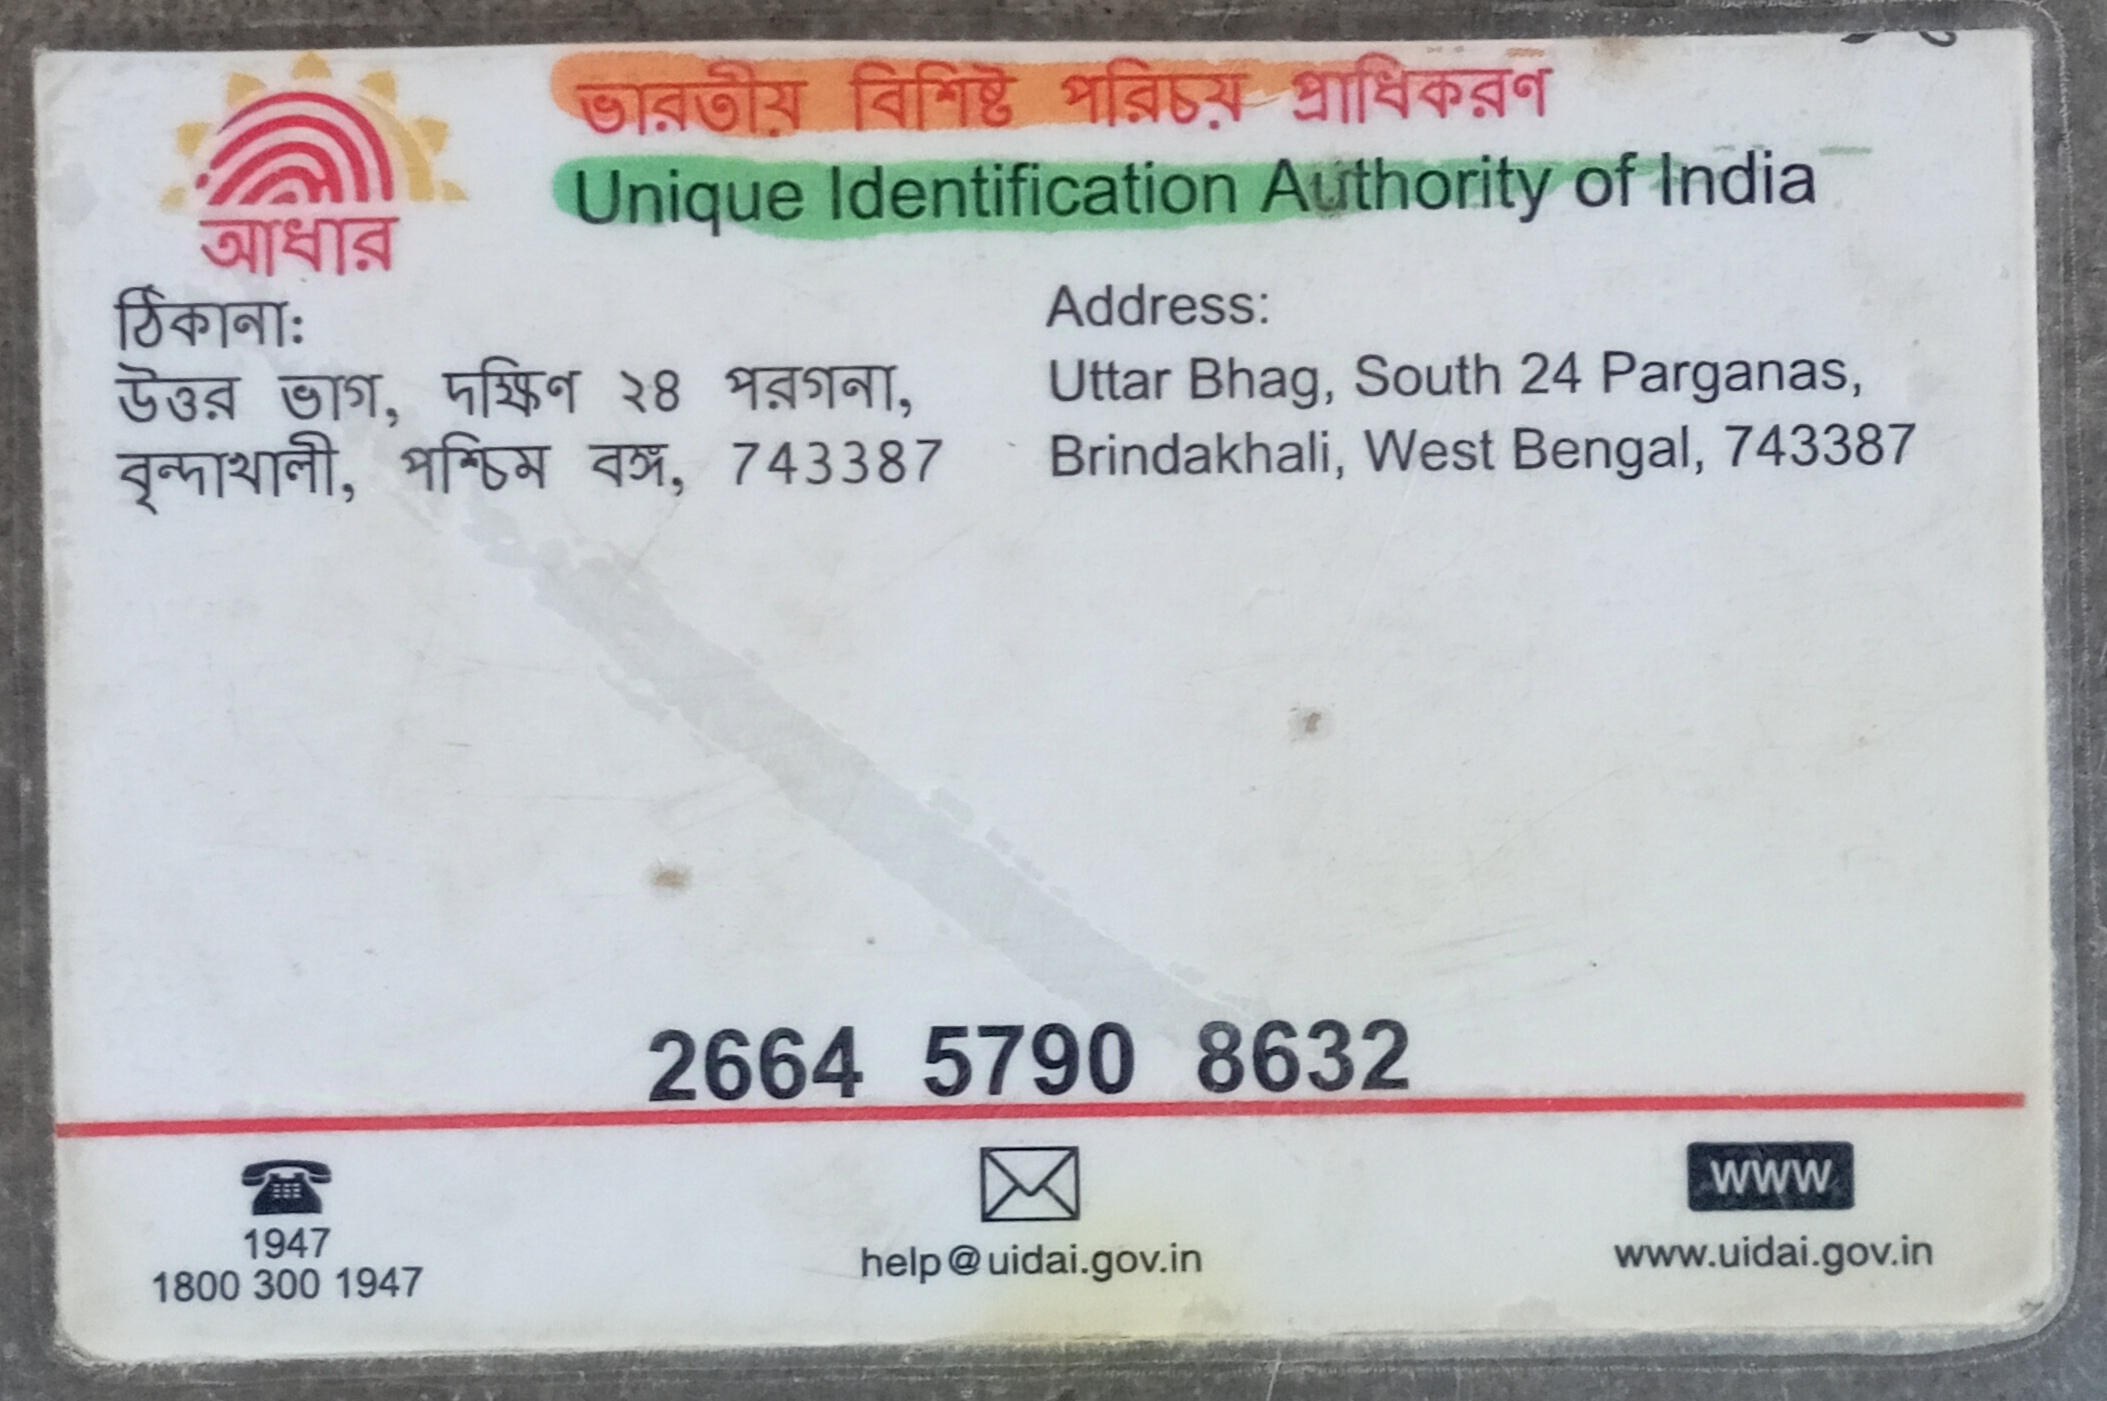 ভারতীয় বিশিষ্ট পরিচয় প্রাধিকরণ
Unique Identification Authority of India
আধার
ঠিকানা:
উত্তর ভাগ, দক্ষিণ ২৪ পরগনা,
বৃন্দাখালী, পশ্চিম বঙ্গ, 743387
Address:
Uttar Bhag, South 24 Parganas,
Brindakhali, West Bengal, 743387
2664 5790 8632
1947
1800 300 1947
help@uidai.gov.in
www
www.uidai.gov.in